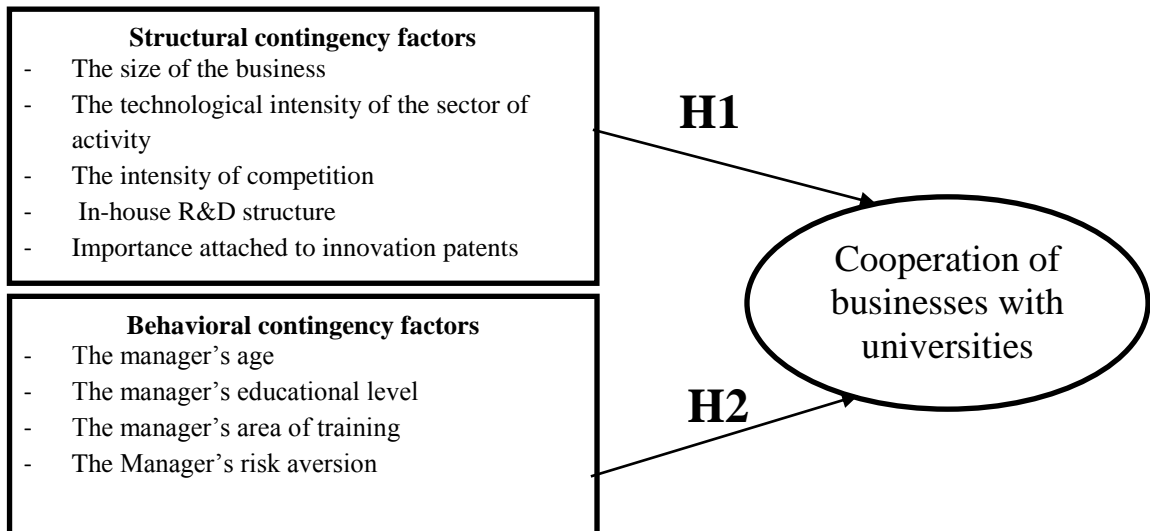 Structural contingency factors
- The size of the business
- The technological intensity of the sector of
activity
- The intensity of competition
- In-house R&D structure
- Importance attached to innovation patents
H1
Cooperation of
businesses with
universities
Behavioral contingency factors
- The manager’s age
- The manager’s educational level
- The manager’s area of training
- The Manager’s risk aversion
H2